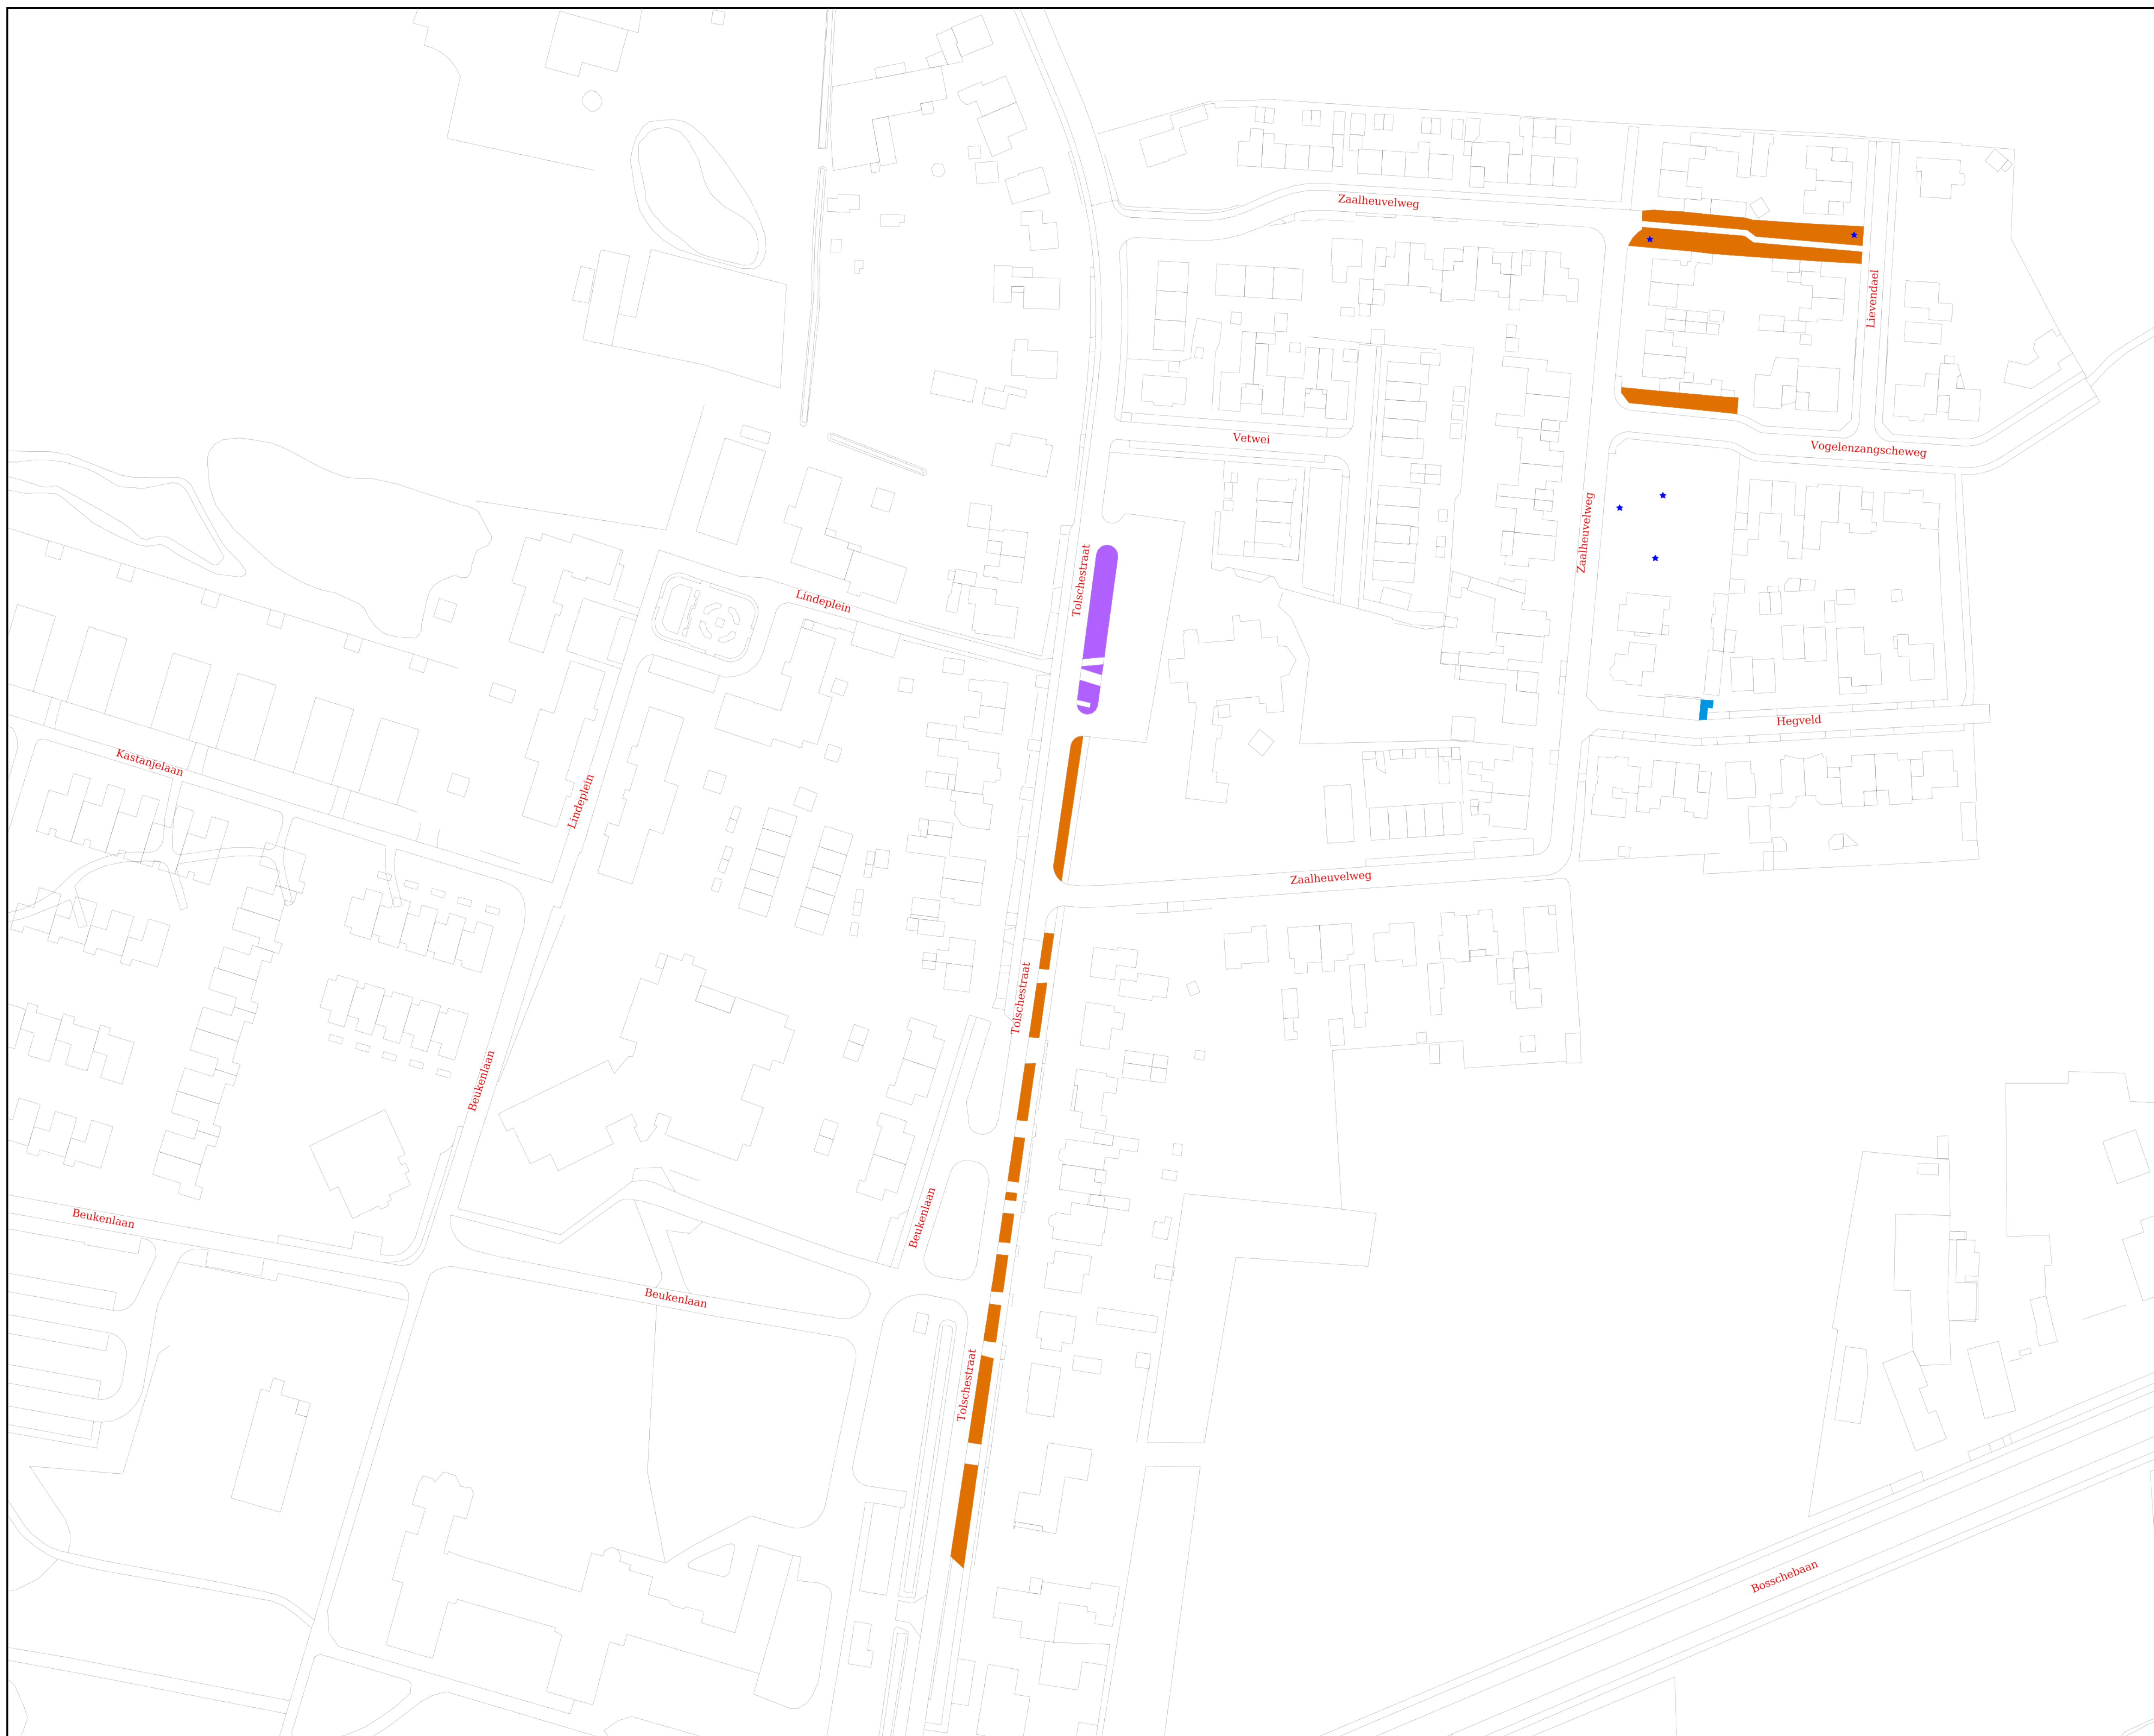 Zaalheuvelweg
Lievendael
Vetwei
Vogelenzangscheweg
Zaalheuvelweg
Tolschestraat
Lindeplein
Hegveld
Kastanjelaan
Lindeplein
Zaalheuvelweg
Tolschestraat
Beukenlaan
Beukenlaan
Beukenlaan
Beukenlaan
Tolschestraat
Bosschebaan